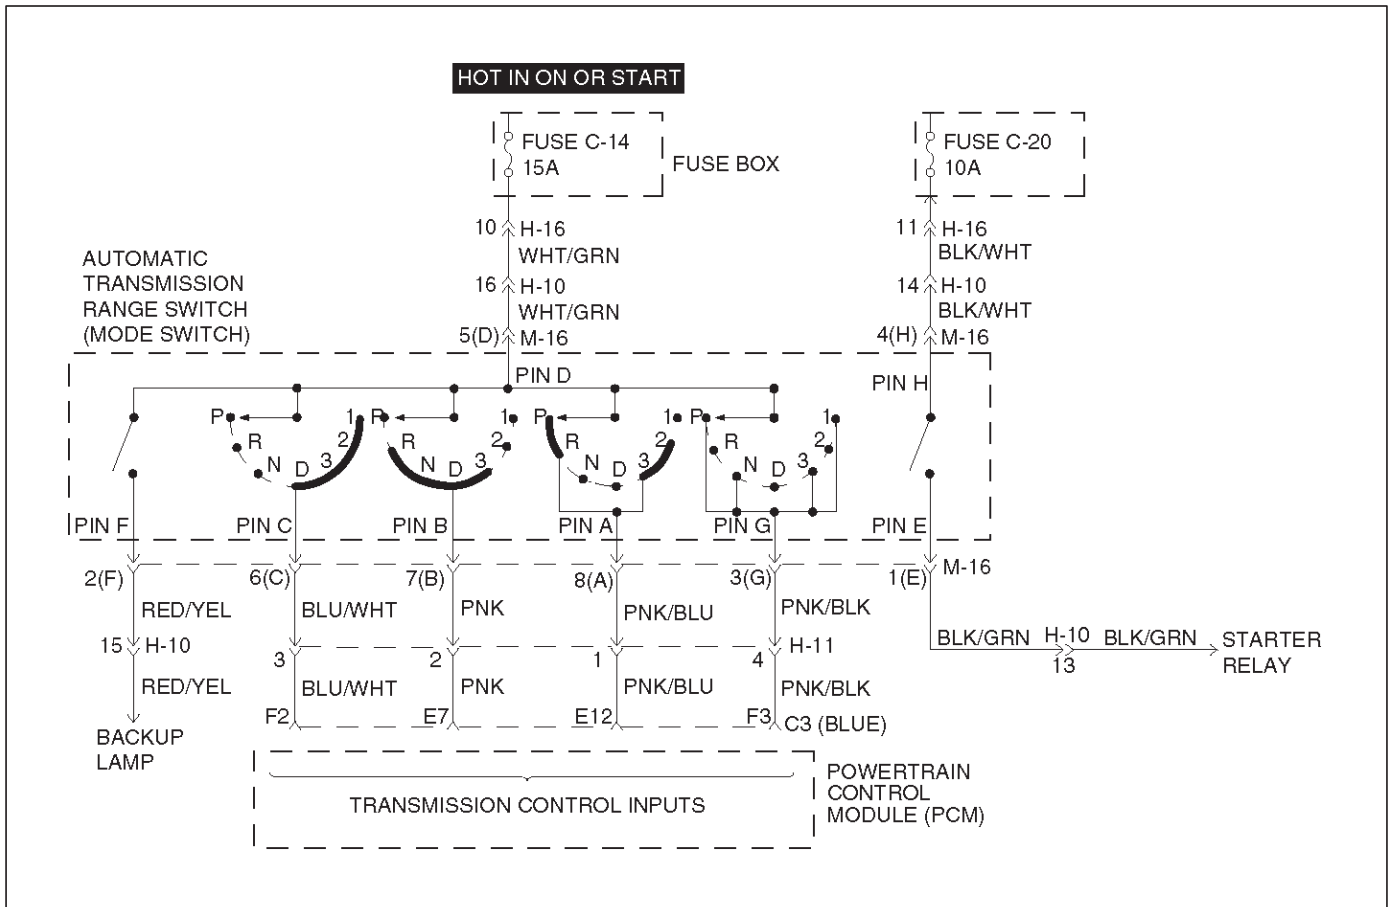 HOT IN ON OR START
FUSE C-14
15A
FUSE BOX
FUSE C-20
10A
10 H-16
WHT/GRN
16 H-10
WHT/GRN
5(D) M-16
11 H-16
BLK/WHT
14 H-10
BLK/WHT
4(H) M-16
AUTOMATIC
TRANSMISSION
RANGE SWITCH
(MODE SWITCH)
PIN D
PIN H
P R N D 3 2 1
P R N D 3 2 1
P R N D 3 2 1
P R N D 3 2 1
PIN F PIN C PIN B PIN A PIN G PIN E
2(F) 6(C) 7(B) 8(A) 3(G) 1(E) M-16
RED/YEL BLU/WHT PNK PNK/BLU PNK/BLK
BLK/GRN H-10 BLK/GRN STARTER
13 RELAY
15 H-10 3 2 1 4 H-11
RED/YEL BLU/WHT PNK PNK/BLU PNK/BLK
F2 E7 E12 F3 C3 (BLUE)
BACKUP
LAMP
TRANSMISSION CONTROL INPUTS
POWERTRAIN
CONTROL
MODULE (PCM)